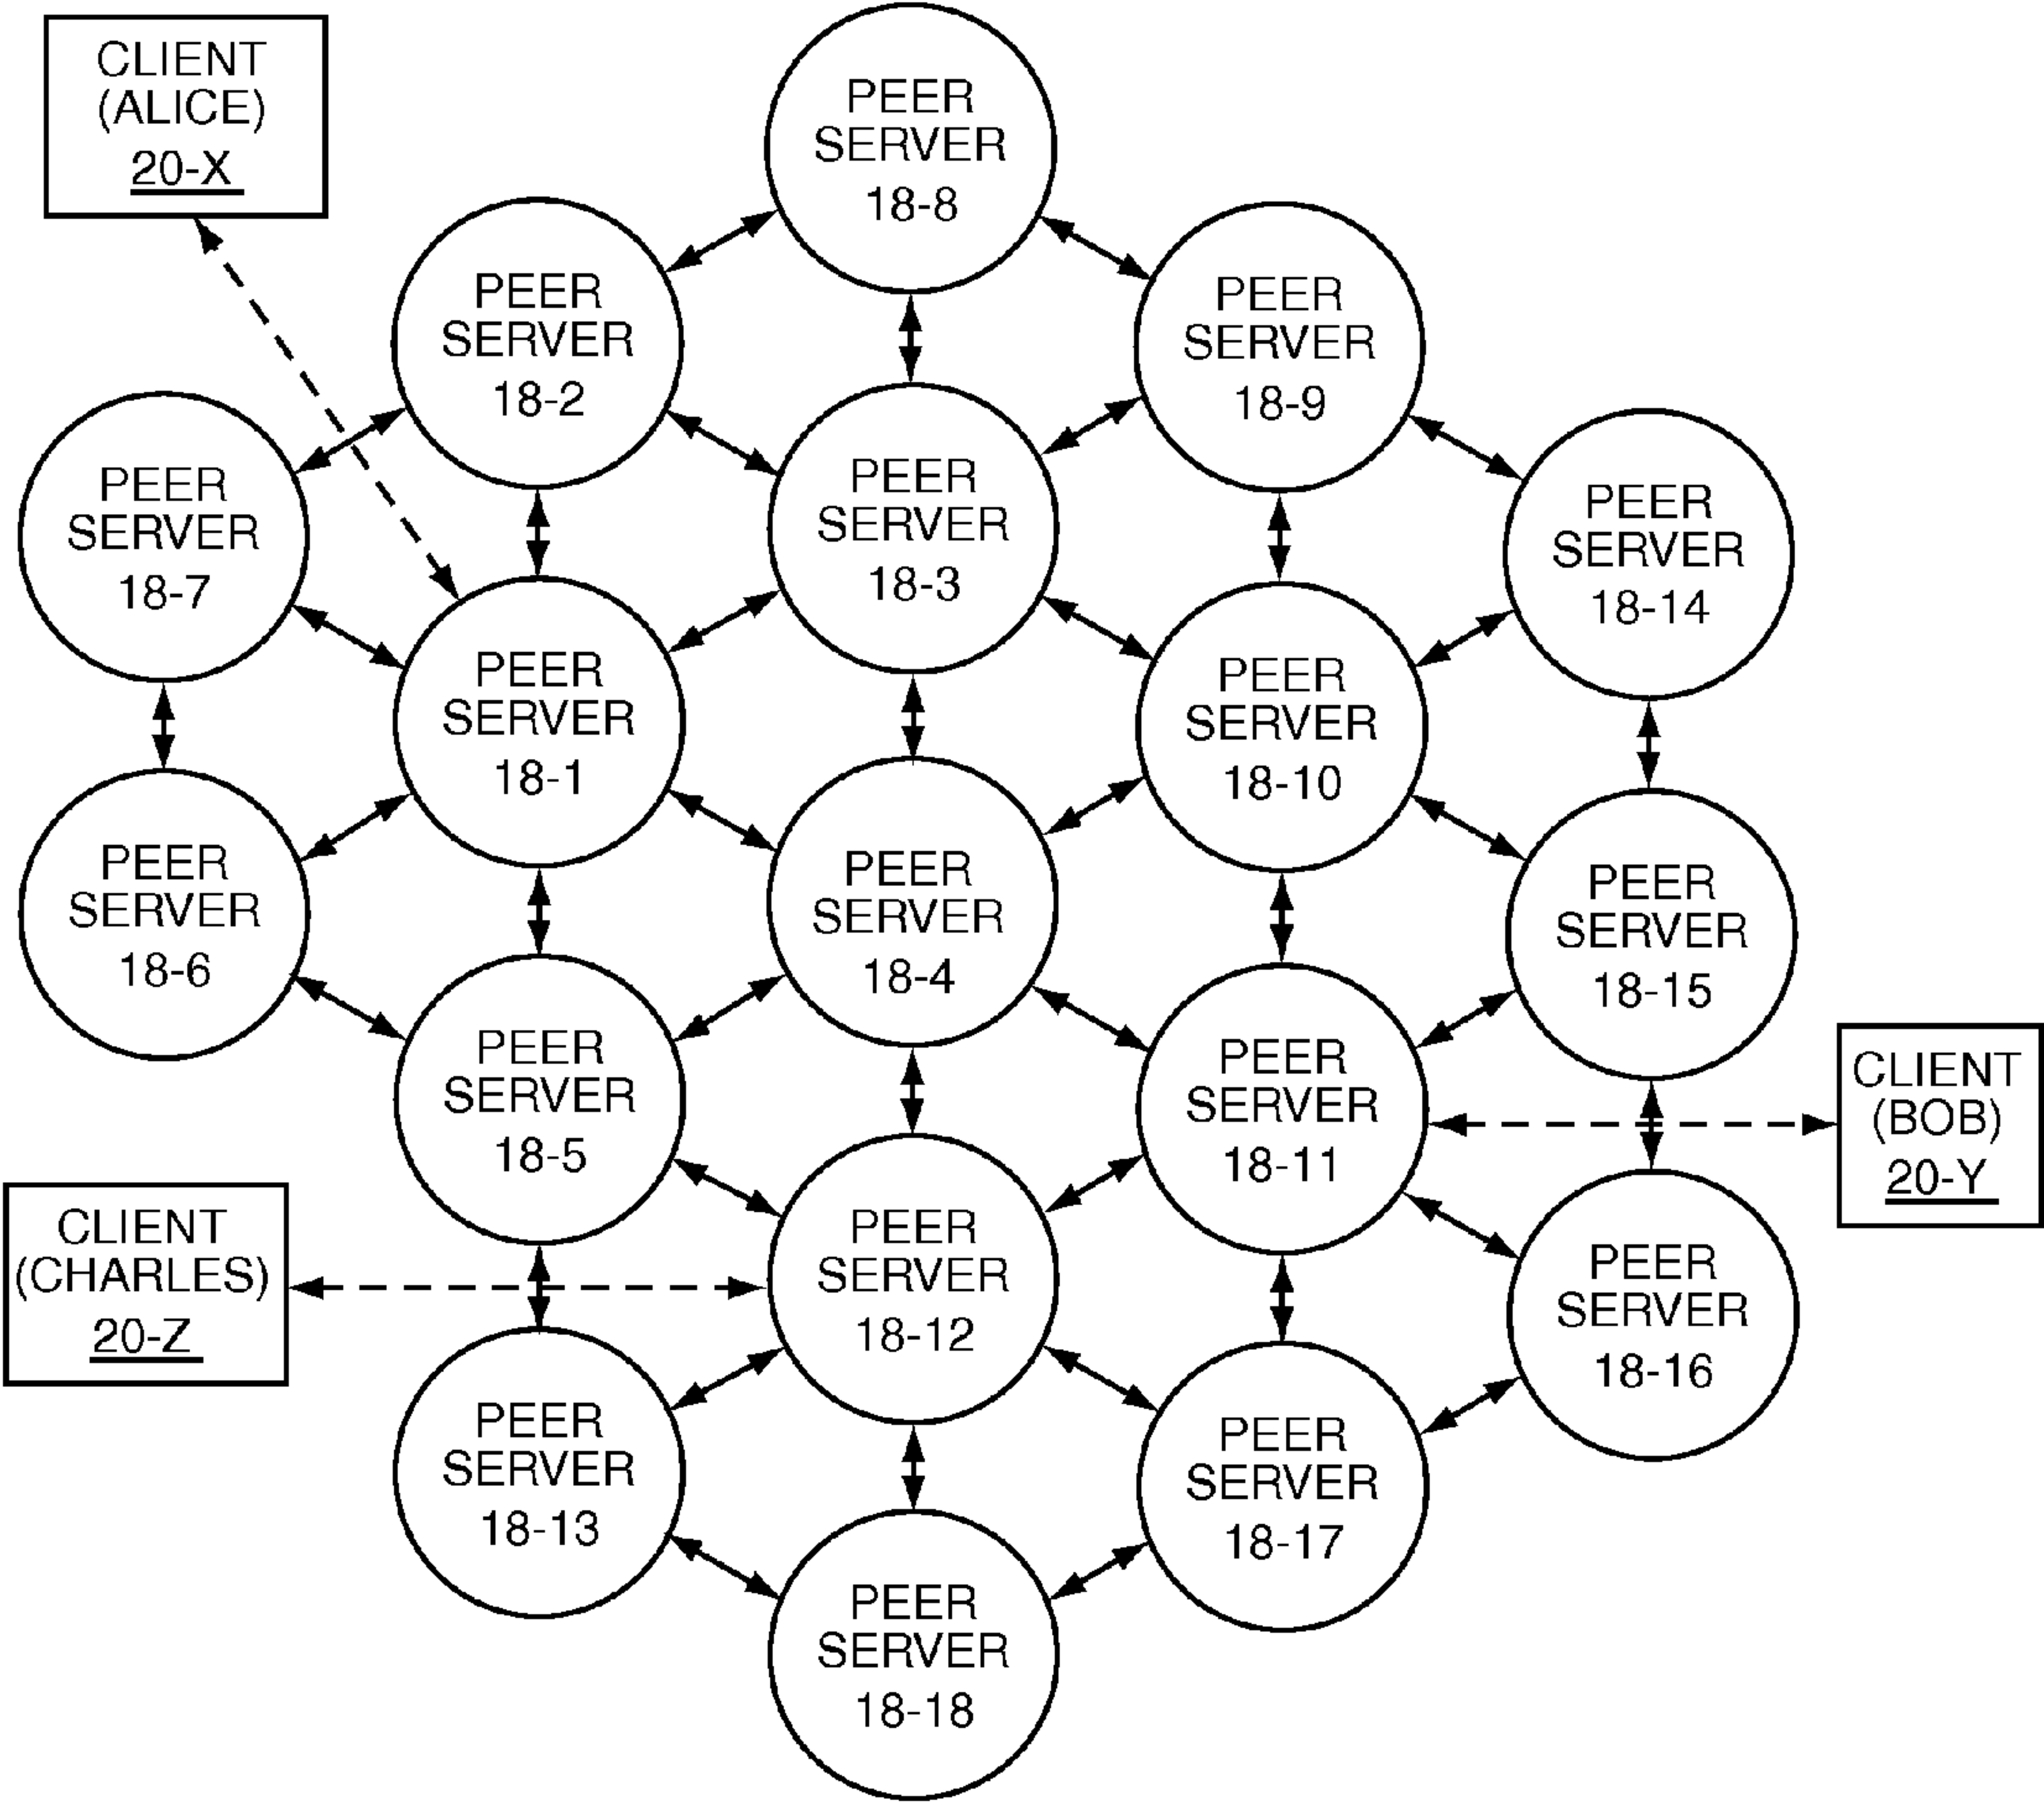 CLIENT
(ALICE)
20-X
PEER
SERVER
18-8
PEER
SERVER
18-2
PEER
SERVER
18-9
PEER
SERVER
18-7
PEER
SERVER
18-3
PEER
SERVER
18-14
PEER
SERVER
18-1
PEER
SERVER
18-10
PEER
SERVER
18-6
PEER
SERVER
18-4
PEER
SERVER
18-15
PEER
SERVER
18-5
PEER
SERVER
18-11
CLIENT
(BOB)
20-Y
CLIENT
(CHARLES)
20-Z
PEER
SERVER
18-12
PEER
SERVER
18-16
PEER
SERVER
18-13
PEER
SERVER
18-17
PEER
SERVER
18-18